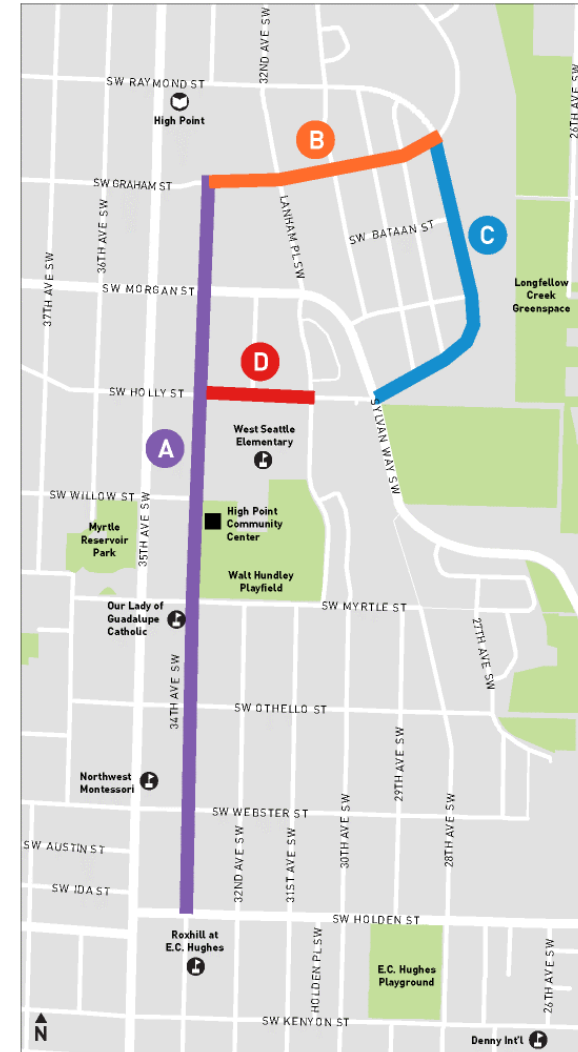 32ND AVE SW
26TH AVE SW
SW RAYMOND ST
High Point
B
SW GRAHAM ST
36TH AVE SW
37TH AVE SW
LANHAM PL SW
SW BATAAN ST
C
Longfellow
Creek
Greenspace
SW MORGAN ST
D
SW HOLLY ST
SYLVAN WAY SW
A
West Seattle
Elementary
SW WILLOW ST
35TH AVE SW
Myrtle
Reservoir
Park
High Point
Community
Center
Walt Hundley
Playfield
Our Lady of
Guadalupe
Catholic
SW MYRTLE ST
27TH AVE SW
34TH AVE SW
SW OTHELLO ST
29TH AVE SW
Northwest
Montessori
SW WEBSTER ST
30TH AVE SW
28TH AVE SW
SW AUSTIN ST
32ND AVE SW
31ST AVE SW
SW IDA ST
SW HOLDEN ST
Roxhill at
E.C. Hughes
HOLDEN PL SW
E.C. Hughes
Playground
26TH AVE SW
N
SW KENYON ST
Denny Int'l